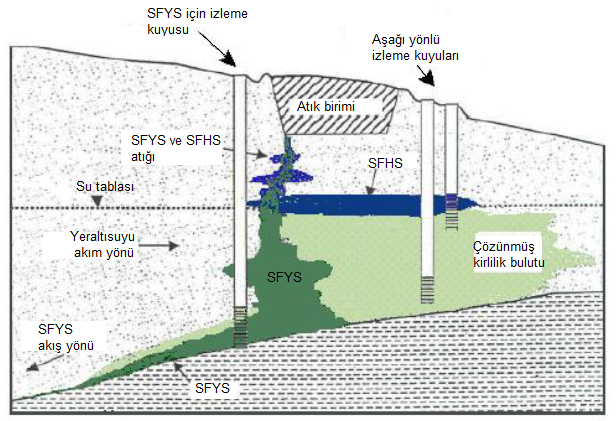 SFYS için izleme
kuyusu
Aşağı yönlü
izleme kuyuları
Atık birimi
SFYS ve SFHS
atığı
SFHS
Su tablası
Yeraltısuyu
akım yönü
Çözünmüş
kirlilik bulutu
SFYS
SFYS
akış yönü
SFYS